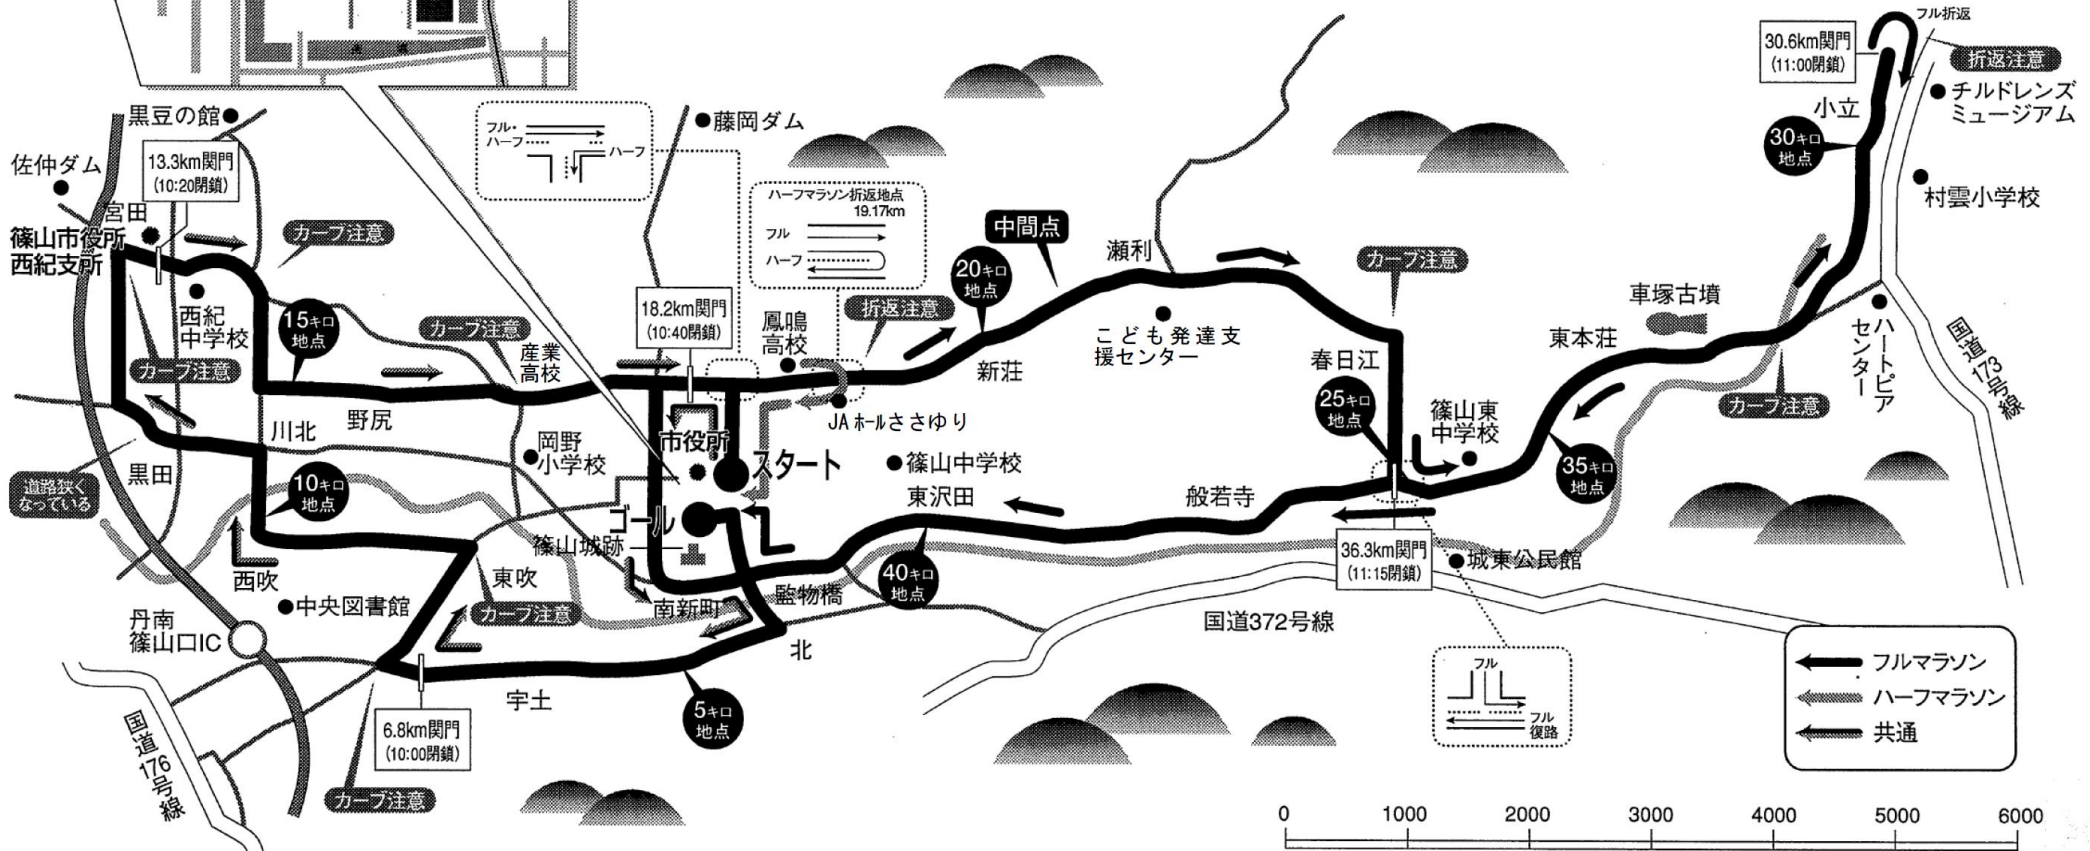 フル折返
30.6km関門
(11:00閉鎖)
折返注意
小立
チルドレンズ
ミュージアム
30キロ
地点
村雲小学校
黒豆の館
藤岡ダム
フル・
ハーフ
ハーフ
13.3km関門
(10:20閉鎖)
佐仲ダム
宮田
篠山市役所
西紀支所
カーブ注意
ハーフマラソン折返地点
19.17km
フル
ハーフ
中間点
瀬利
カーブ注意
20キロ
地点
車塚古墳
西紀
中学校
15キロ
地点
カーブ注意
産業
高校
18.2km関門
(10:40閉鎖)
鳳鳴
高校
折返注意
新荘
こども発達支
援センター
春日江
東本荘
ハートピア
センター
国道173号線
カーブ注意
野尻
川北
JAホールささゆり
25キロ
地点
篠山東
中学校
カーブ注意
黒田
道路狭く
なっている
10キロ
地点
岡野
小学校
市役所
スタート
篠山中学校
東沢田
般若寺
35キロ
地点
ゴール
篠山城跡
西吹
東吹
中央図書館
カーブ注意
南新町
監物橋
40キロ
地点
36.3km関門
(11:15閉鎖)
城東公民館
丹南
篠山口IC
北
国道372号線
宇土
5キロ
地点
6.8km関門
(10:00閉鎖)
国道176号線
カーブ注意
フル
フル
復路
フルマラソン
ハーフマラソン
共通
0 1000 2000 3000 4000 5000 6000